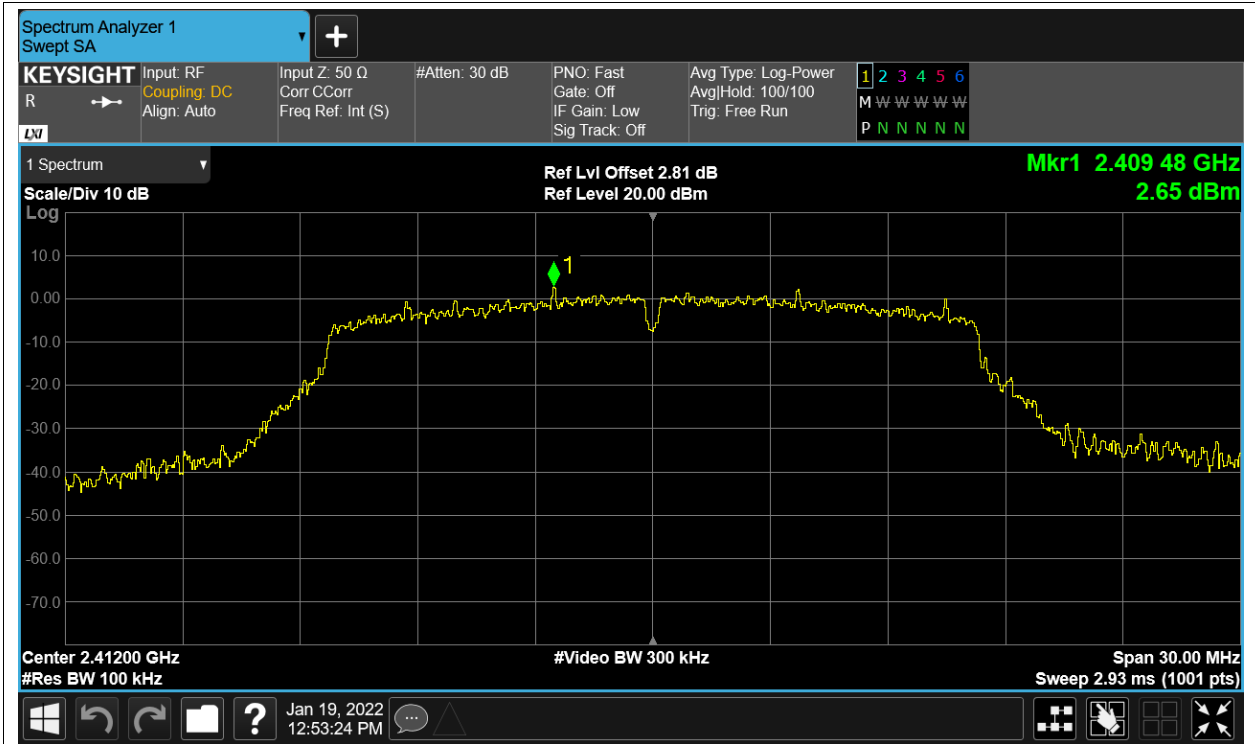 Spectrum Analyzer 1
Swept SA
KEYSIGHT
R
LXI
Input: RF
Coupling: DC
Align: Auto
Input Z: 50 Ω
Corr CCorr
Freq Ref: Int (S)
#Atten: 30 dB
PNO: Fast
Gate: Off
IF Gain: Low
Sig Track: Off
Avg Type: Log-Power
Avg|Hold: 100/100
Trig: Free Run
1 2 3 4 5 6
M W W W W W
P N N N N N
1 Spectrum
Scale/Div 10 dB
Log
Ref Lvl Offset 2.81 dB
Ref Level 20.00 dBm
Mkr1 2.409 48 GHz
2.65 dBm
1
10.0
0.00
-10.0
-20.0
-30.0
-40.0
-50.0
-60.0
-70.0
Center 2.41200 GHz
#Res BW 100 kHz
#Video BW 300 kHz
Span 30.00 MHz
Sweep 2.93 ms (1001 pts)
?
Jan 19, 2022
12:53:24 PM